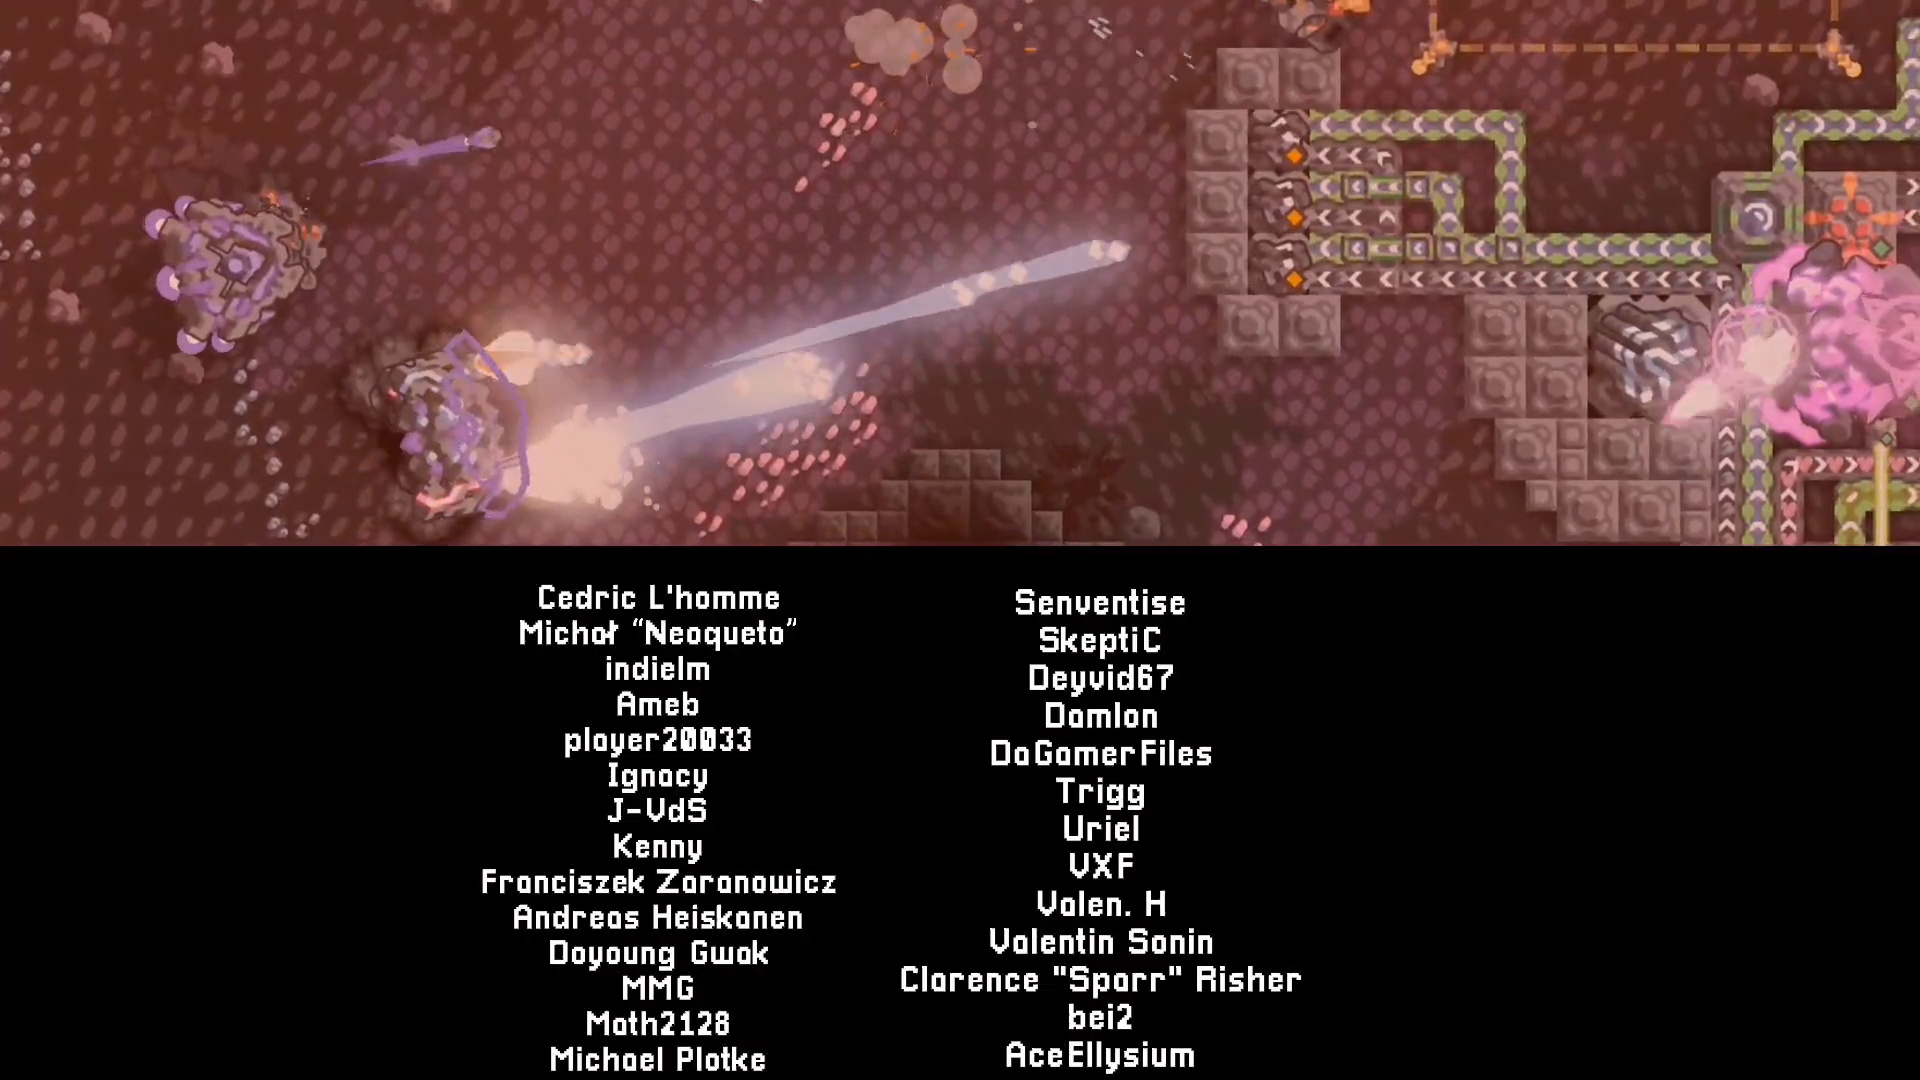 Cedric L'homme
Michał “Neoqueto”
indielm
Ameb
player20033
Ignacy
J-VdS
Kenny
Franciszek Zaranowicz
Andreas Heiskanen
Doyoung Gwak
MMG
Math2128
Michael Plotke
Senventise
SkeptiC
Deyvid67
Damlon
DaGamerFiles
Trigg
Uriel
VXF
Valen. H
Valentin Sonin
Clarence "Sparr" Risher
bei2
AceEllysium